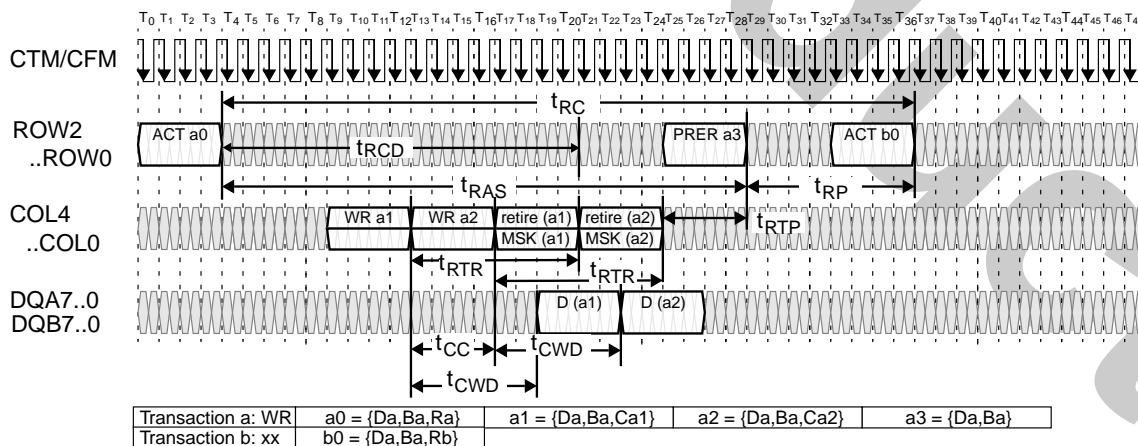 T0 T1 T2 T3 T4 T5 T6 T7 T8 T9 T10 T11 T12 T13 T14 T15 T16 T17 T18 T19 T20 T21 T22 T23 T24 T25 T26 T27 T28 T29 T30 T31 T32 T33 T34 T35 T36 T37 T38 T39 T40 T41 T42 T43 T44 T45 T46 T4
CTM/CFM
tRC
ROW2
..ROW0
ACT a0
PRER a3
ACT b0
tRCD
tRAS
tRP
COL4
..COL0
WR a1
WR a2
retire (a1)
retire (a2)
MSK (a1)
MSK (a2)
tRTP
tRTR
tRTR
DQA7..0
DQB7..0
D (a1)
D (a2)
tCC
tCWD
tCWD
Transaction a: WR a0 = {Da,Ba,Ra} a1 = {Da,Ba,Ca1} a2 = {Da,Ba,Ca2} a3 = {Da,Ba}
Transaction b: xx b0 = {Da,Ba,Rb}